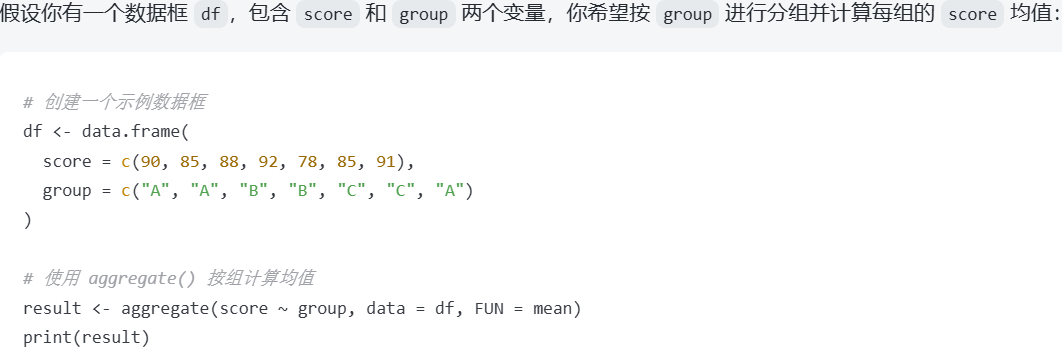 假设你有一个数据框 df，包含 score 和 group 两个变量，你希望按 group 进行分组并计算每组的 score 均值：
# 创建一个示例数据框
df <- data.frame(
  score = c(90, 85, 88, 92, 78, 85, 91),
  group = c("A", "A", "B", "B", "C", "C", "A")
)
# 使用 aggregate() 按组计算均值
result <- aggregate(score ~ group, data = df, FUN = mean)
print(result)